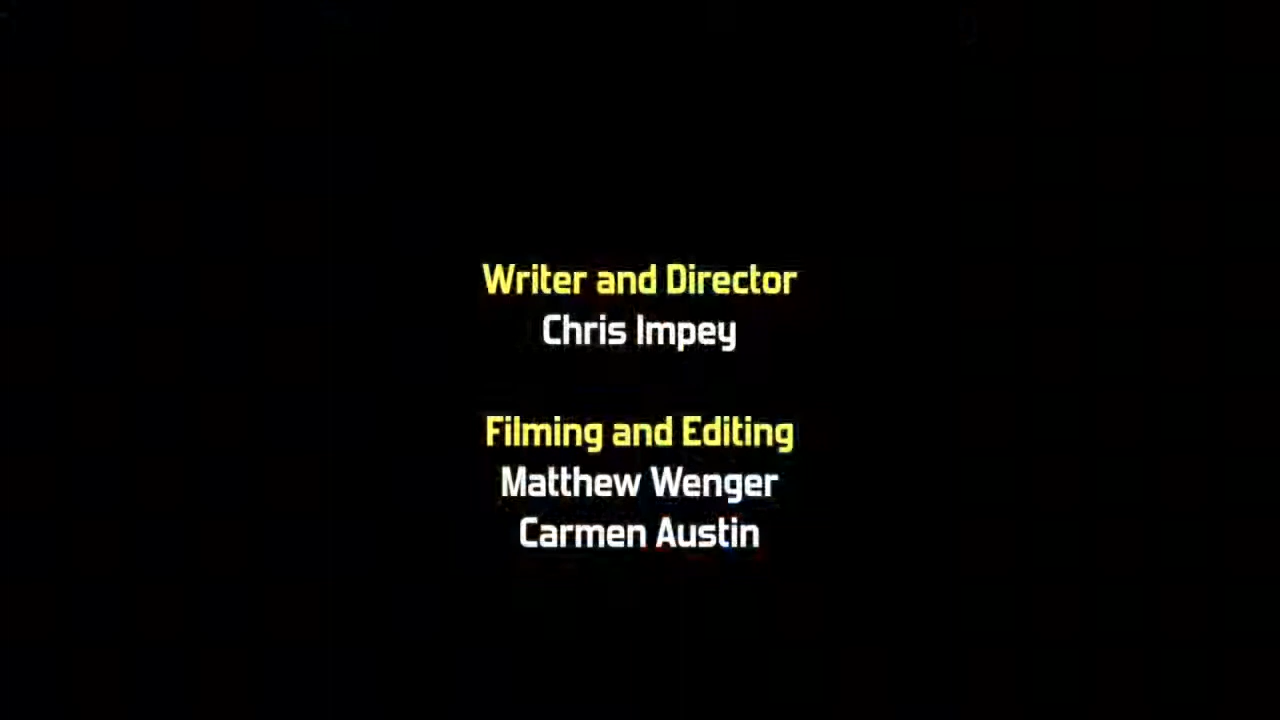 Writer and Director
Chris Impey
Filming and Editing
Matthew Wenger
Carmen Austin